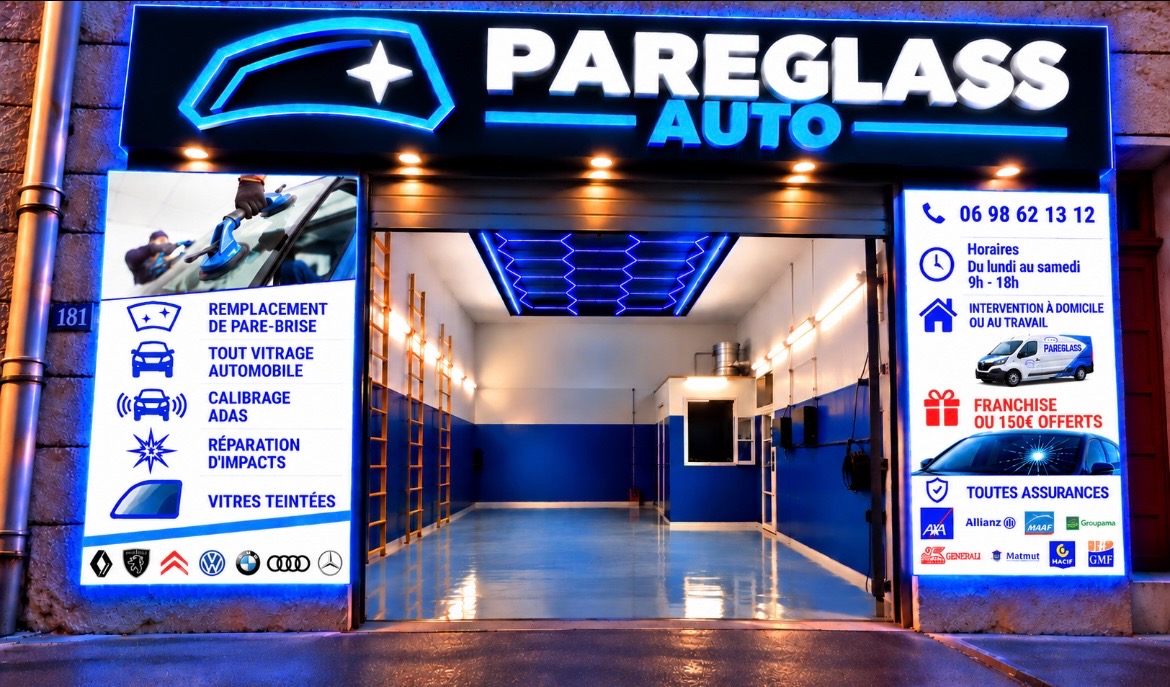 PAREGLASS
AUTO
181
REMPLACEMENT
DE PARE-BRISE
TOUT VITRAGE
AUTOMOBILE
CALIBRAGE
ADAS
RÉPARATION
D'IMPACTS
VITRES TEINTÉES
06 98 62 13 12
Horaires
Du lundi au samedi
9h - 18h
INTERVENTION À DOMICILE
OU AU TRAVAIL
PAREGLASS
FRANCHISE
OU 150€ OFFERTS
TOUTES ASSURANCES
AXA
Allianz
MAAF
Groupama
GENERALI
Matmut
MACIF
GMF